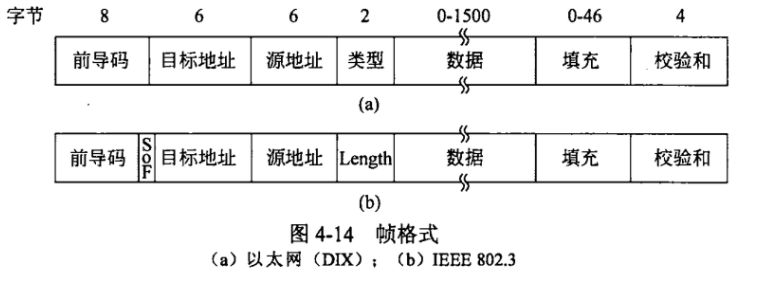 字节 8 6 6 2 0-1500 0-46 4
前导码 目标地址 源地址 类型 数据 填充 校验和
(a)
前导码 SoF 目标地址 源地址 Length 数据 填充 校验和
(b)
图 4-14 帧格式
(a) 以太网 (DIX); (b) IEEE 802.3